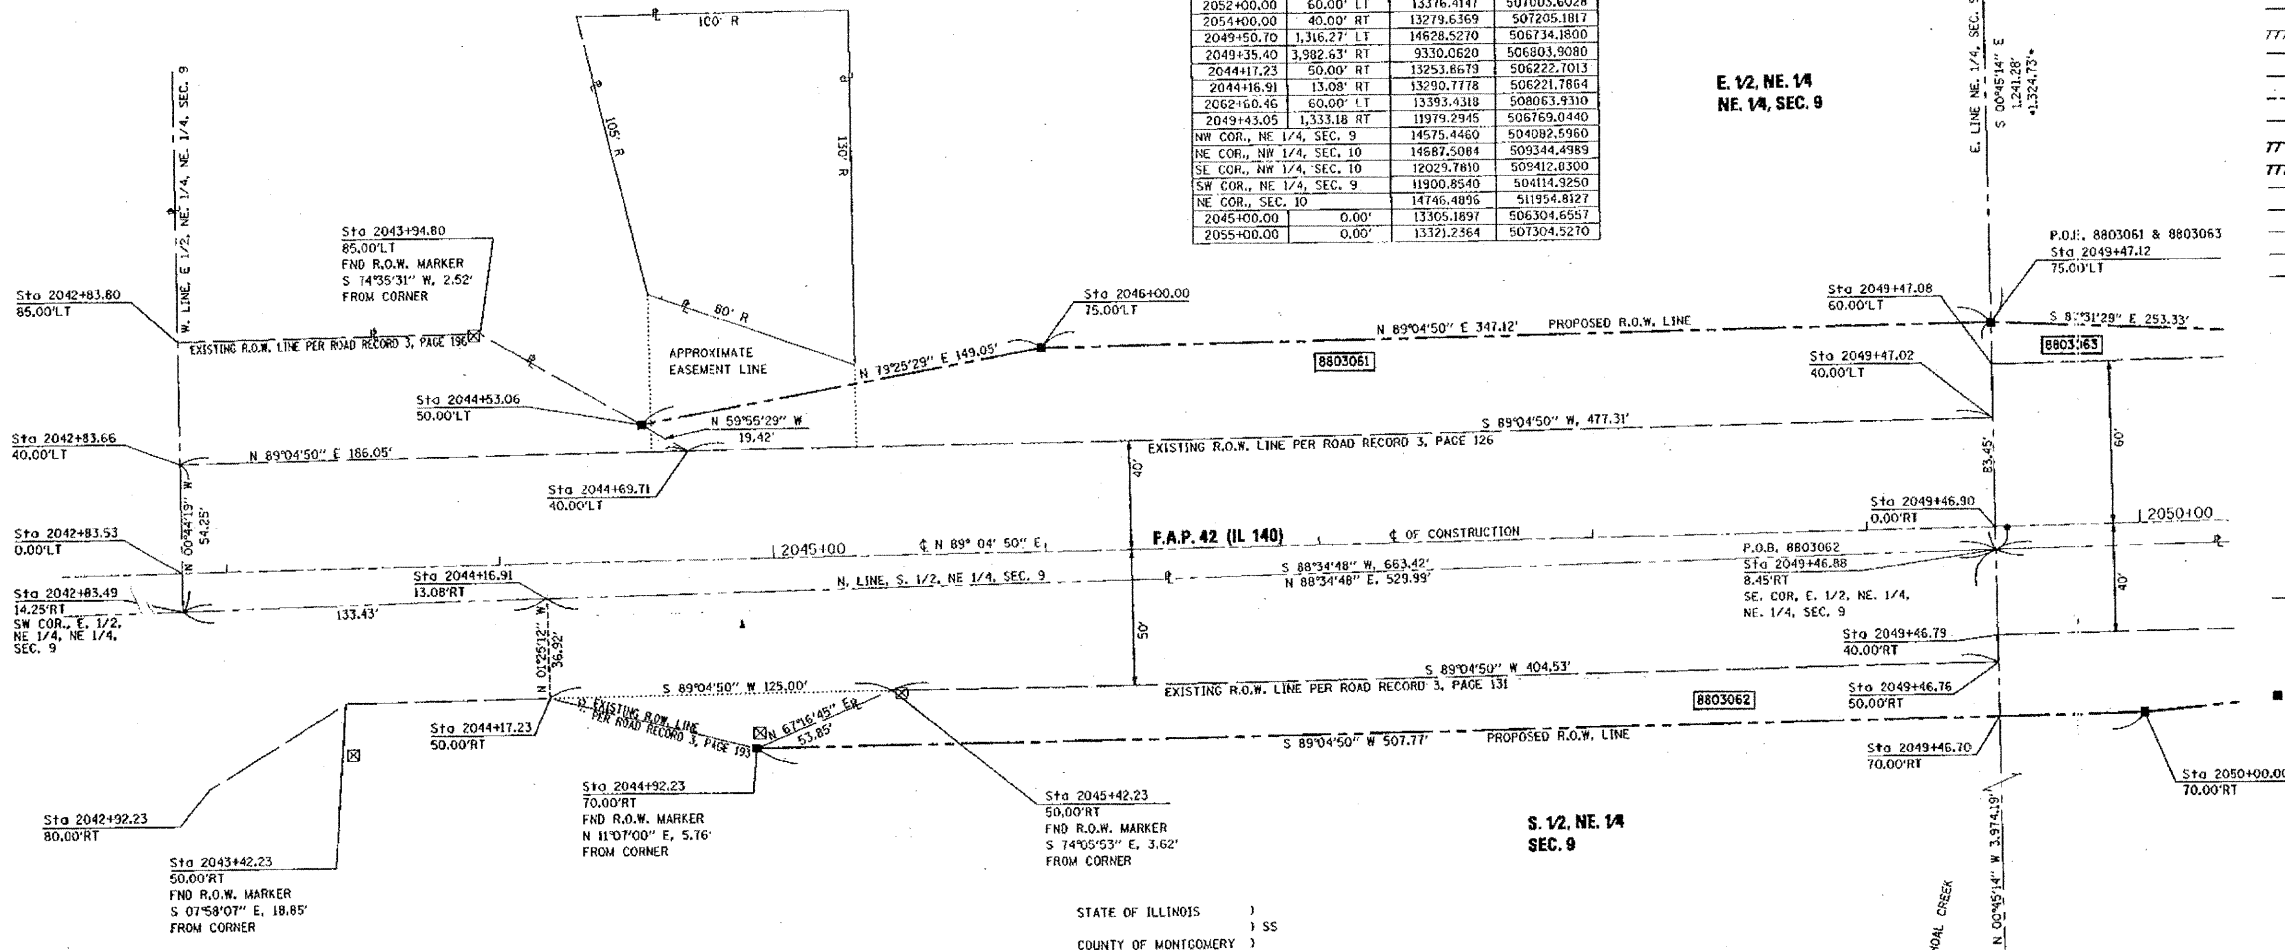 100' R
105' R
130' R
80' R
2052+00.00 60.00' LT 13376.4147 507003.6028
2054+00.00 40.00' RT 13279.6369 507205.1817
2049+50.70 1,316.27' LT 14628.5270 506734.1800
2049+35.40 3,982.63' RT 9330.0620 506803.9080
2044+17.23 50.00' RT 13253.8679 506222.7013
2044+16.91 13.08' RT 13290.7778 506221.7864
2062+60.46 60.00' LT 13393.4318 508063.9310
2049+43.05 1,333.18 RT 11979.2945 506769.0440
NW COR., NE 1/4, SEC. 9 14575.4460 504082.5960
NE COR., NW 1/4, SEC. 10 14687.5084 509344.4989
SE COR., NW 1/4, SEC. 10 12029.7810 509412.8300
SW COR., NE 1/4, SEC. 9 11900.8540 504114.9250
NE COR., SEC. 10 14746.4896 511954.8127
2045+00.00 0.00' 13305.1897 506304.6557
2055+00.00 0.00' 13321.2364 507304.5270
E. 1/2, NE. 1/4
NE. 1/4, SEC. 9
E. LINE NE. 1/4, SEC.
S 00°45'14" E
1,241.28'
*1,324.73'*
W. LINE, E 1/2, NE. 1/4, NE. 1/4, SEC. 9
Sta 2043+94.80
85.00'LT
FND R.O.W. MARKER
S 74°35'31" W, 2.52'
FROM CORNER
Sta 2042+83.80
85.00'LT
EXISTING R.O.W. LINE PER ROAD RECORD 3, PAGE 196
APPROXIMATE
EASEMENT LINE
Sta 2046+00.00
75.00'LT
N 79°25'29" E 149.05'
N 89°04'50" E 347.12' PROPOSED R.O.W. LINE
8803061
Sta 2049+47.08
60.00'LT
P.O.B. 8803061 & 8803063
Sta 2049+47.12
75.00'LT
S 87°31'29" E 253.33'
8803063
Sta 2049+47.02
40.00'LT
Sta 2044+53.06
50.00'LT
N 59°55'29" W
19.42'
Sta 2042+83.66
40.00'LT
N 89°04'50" E 186.05'
Sta 2044+69.71
40.00'LT
EXISTING R.O.W. LINE PER ROAD RECORD 3, PAGE 126
S 89°04'50" W, 477.31'
40'
83.45'
60'
N 00°44'19" W
54.25'
Sta 2042+83.53
0.00'LT
2045+00
℄ N 89° 04' 50" E
F.A.P. 42 (IL 140)
℄ OF CONSTRUCTION
Sta 2049+46.90
0.00'RT
2050+00
Sta 2042+83.49
14.25'RT
SW COR., E. 1/2,
NE 1/4, NE 1/4,
SEC. 9
133.43'
Sta 2044+16.91
13.08'RT
N. LINE, S. 1/2, NE 1/4, SEC. 9
S 88°34'48" W, 663.42'
N 88°34'48" E, 529.99'
P.O.B. 8803062
Sta 2049+46.88
8.45'RT
SE. COR, E. 1/2, NE. 1/4,
NE. 1/4, SEC. 9
40'
N 01°25'12" W
36.92'
50'
Sta 2049+46.79
40.00'RT
S 89°04'50" W 125.00'
S 89°04'50" W 404.53'
EXISTING R.O.W. LINE PER ROAD RECORD 3, PAGE 131
Sta 2049+46.76
50.00'RT
8803062
EXISTING R.O.W. LINE
PER ROAD RECORD 3, PAGE 193
N 67°16'45" E
53.85'
Sta 2044+17.23
50.00'RT
S 89°04'50" W 507.77' PROPOSED R.O.W. LINE
Sta 2049+46.70
70.00'RT
Sta 2050+00.00
70.00'RT
Sta 2042+92.23
80.00'RT
Sta 2044+92.23
70.00'RT
FND R.O.W. MARKER
N 11°07'00" E, 5.76'
FROM CORNER
Sta 2045+42.23
50.00'RT
FND R.O.W. MARKER
S 74°05'53" E, 3.62'
FROM CORNER
S. 1/2, NE. 1/4
SEC. 9
Sta 2043+42.23
50.00'RT
FND R.O.W. MARKER
S 07°58'07" E, 18.85'
FROM CORNER
N 00°45'14" W 3,974.19'
CREEK
STATE OF ILLINOIS )
) SS
COUNTY OF MONTGOMERY )